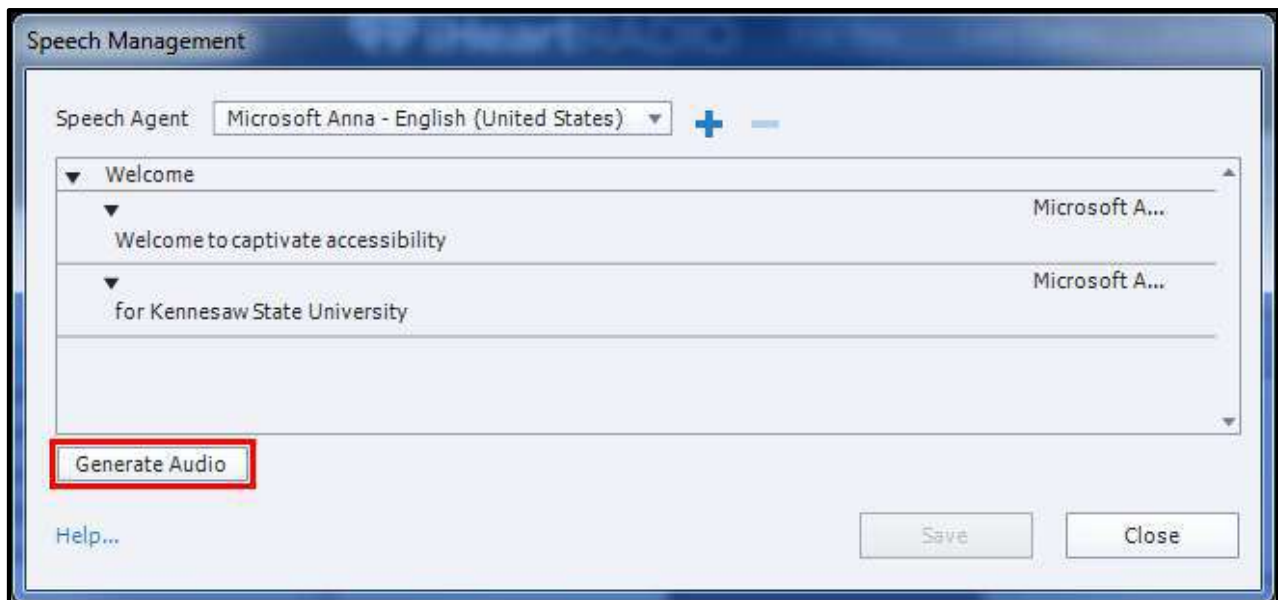 Speech Management
iHeartRADIO
Speech Agent Microsoft Anna - English (United States)
Welcome
Microsoft A...
Welcome to captivate accessibility
Microsoft A...
for Kennesaw State University
Generate Audio
Help... Save Close